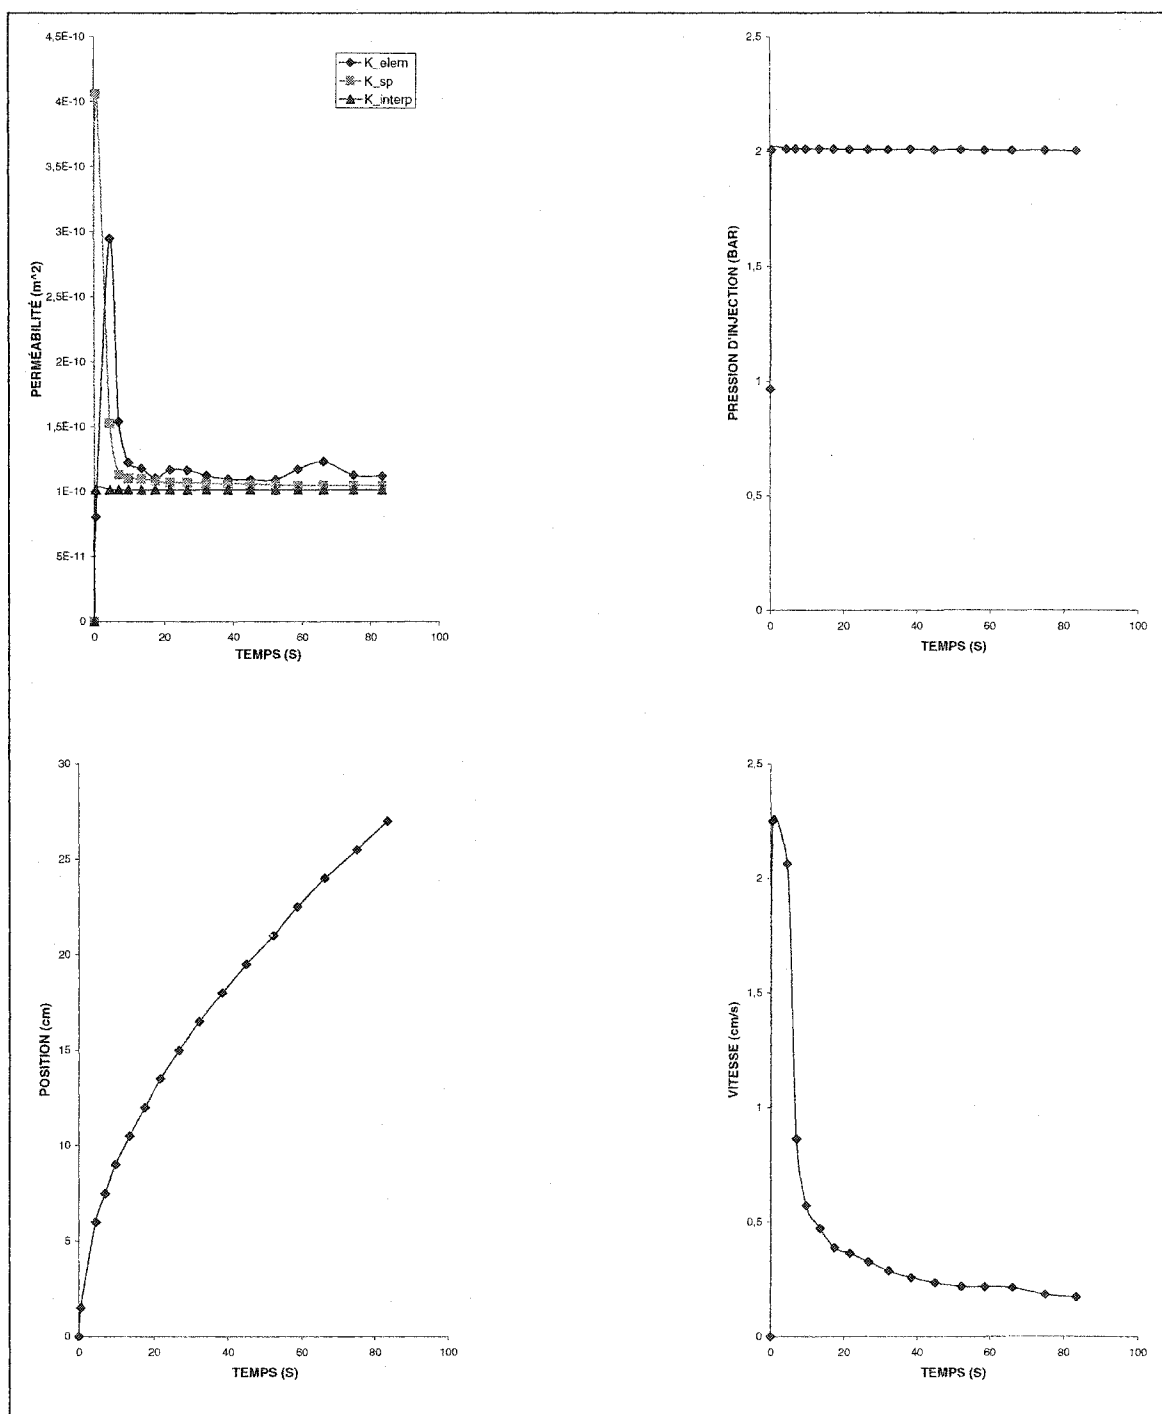 4,5E-10
4E-10
3,5E-10
3E-10
2,5E-10
2E-10
1,5E-10
1E-10
5E-11
0
PERMÉABILITÉ (m^2)
K_elem
K_sp
K_interp
0 20 40 60 80 100
TEMPS (S)
2,5
2
1,5
1
0,5
0
PRESSION D'INJECTION (BAR)
0 20 40 60 80 100
TEMPS (S)
30
25
20
15
10
5
0
POSITION (cm)
0 20 40 60 80 100
TEMPS (S)
2,5
2
1,5
1
0,5
0
VITESSE (cm/s)
0 20 40 60 80 100
TEMPS (S)